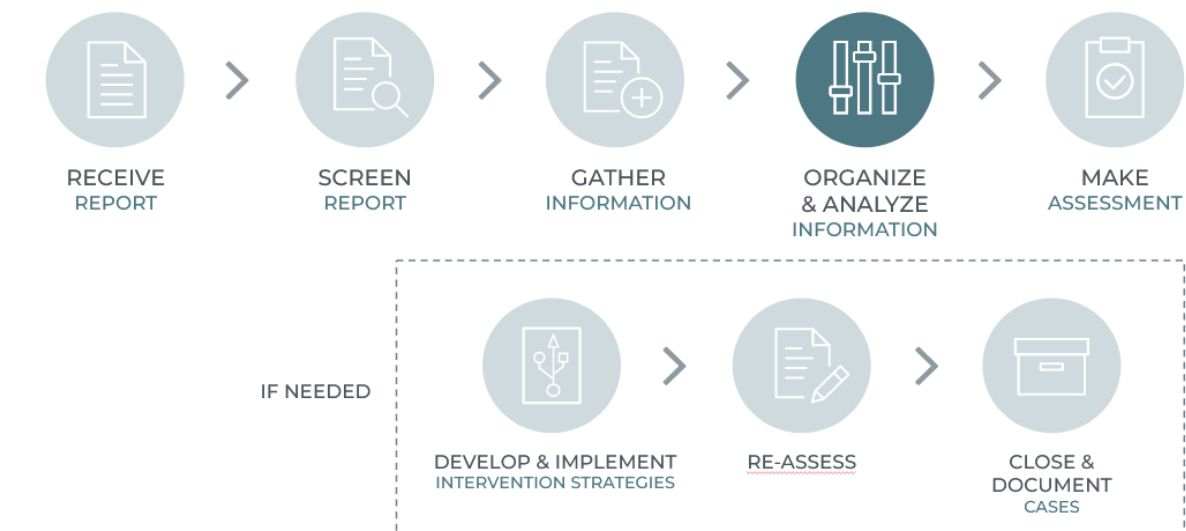 RECEIVE
REPORT
SCREEN
REPORT
GATHER
INFORMATION
ORGANIZE
& ANALYZE
INFORMATION
MAKE
ASSESSMENT
IF NEEDED
DEVELOP & IMPLEMENT
INTERVENTION STRATEGIES
RE-ASSESS
CLOSE &
DOCUMENT
CASES